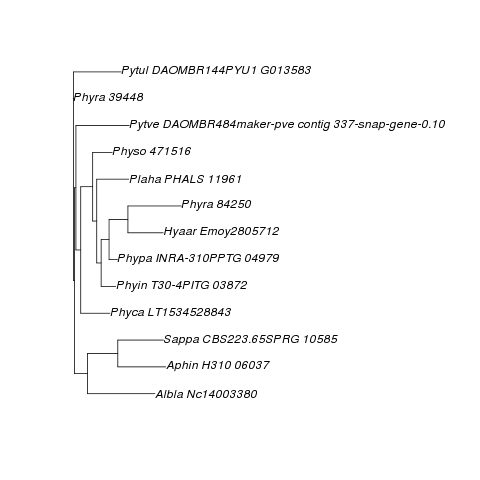 Pytul DAOMBR144PYU1 G013583
Phyra 39448
Pytve DAOMBR484maker-pve contig 337-snap-gene-0.10
Physo 471516
Plaha PHALS 11961
Phyra 84250
Hyaar Emoy2805712
Phypa INRA-310PPTG 04979
Phyin T30-4PITG 03872
Phyca LT1534528843
Sappa CBS223.65SPRG 10585
Aphin H310 06037
Albla Nc14003380